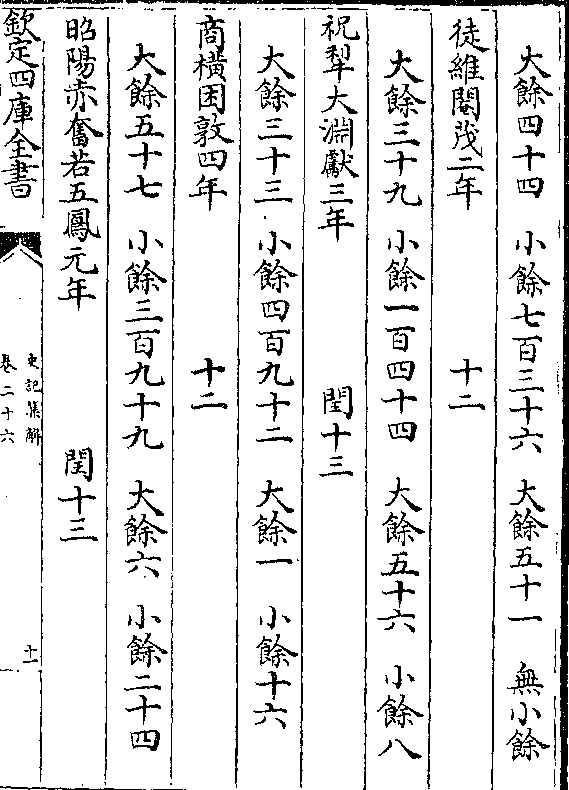 大餘四十四　小餘七百三十六　大餘五十一　無小餘
徒維閹茂二年　十二
大餘三十九　小餘一百四十四　大餘五十六　小餘八
祝犂大淵獻三年　閏十三
大餘三十三　小餘四百九十二　大餘一　小餘十六
商橫困敦四年　十二
大餘五十七　小餘三百九十九　大餘六　小餘二十四
昭陽赤奮若五鳳元年　閏十三
欽定四庫全書
史記集解
卷二十六
十一